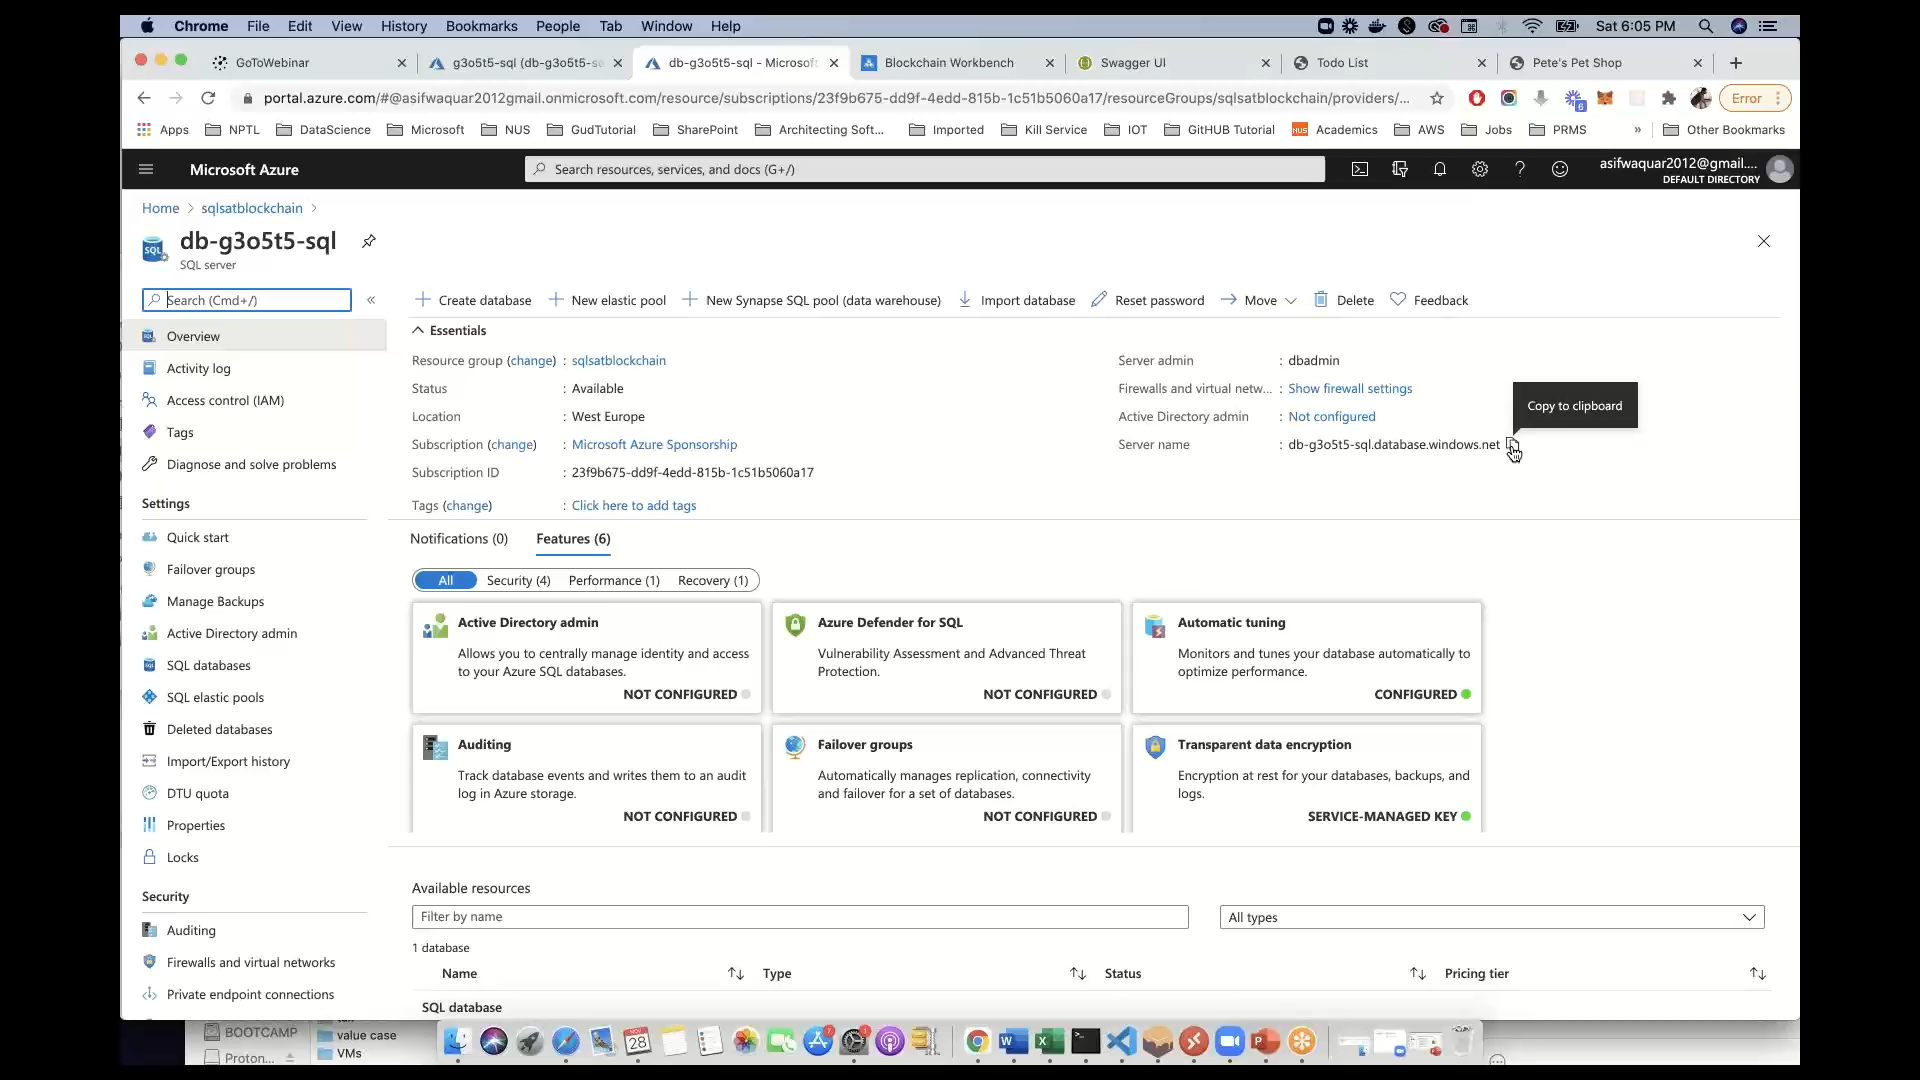 Chrome File Edit View History Bookmarks People Tab Window Help Sat 6:05 PM
GoToWebinar g3o5t5-sql (db-g3o5t5-s db-g3o5t5-sql - Microsoft Blockchain Workbench Swagger UI Todo List Pete's Pet Shop
portal.azure.com/#@asifwaquar2012gmail.onmicrosoft.com/resource/subscriptions/23f9b675-dd9f-4edd-815b-1c51b5060a17/resourceGroups/sqlsatblockchain/providers/... 6 Error
Apps NPTL DataScience Microsoft NUS GudTutorial SharePoint Architecting Soft... Imported Kill Service IOT GitHUB Tutorial NUS Academics AWS Jobs PRMS » Other Bookmarks
Microsoft Azure Search resources, services, and docs (G+/) asifwaquar2012@gmail....
DEFAULT DIRECTORY
Home > sqlsatblockchain >
SQL db-g3o5t5-sql
SQL server
Search (Cmd+/) «
Create database New elastic pool New Synapse SQL pool (data warehouse) Import database Reset password Move Delete Feedback
Overview
Activity log
Access control (IAM)
Tags
Diagnose and solve problems
Settings
Quick start
Failover groups
Manage Backups
Active Directory admin
SQL databases
SQL elastic pools
Deleted databases
Import/Export history
DTU quota
Properties
Locks
Security
Auditing
Firewalls and virtual networks
Private endpoint connections
Essentials
Resource group (change) : sqlsatblockchain
Status : Available
Location : West Europe
Subscription (change) : Microsoft Azure Sponsorship
Subscription ID : 23f9b675-dd9f-4edd-815b-1c51b5060a17
Tags (change) : Click here to add tags
Server admin : dbadmin
Firewalls and virtual netw... : Show firewall settings
Active Directory admin : Not configured
Server name : db-g3o5t5-sql.database.windows.net
Copy to clipboard
Notifications (0) Features (6)
All Security (4) Performance (1) Recovery (1)
Active Directory admin
Allows you to centrally manage identity and access
to your Azure SQL databases.
NOT CONFIGURED
Azure Defender for SQL
Vulnerability Assessment and Advanced Threat
Protection.
NOT CONFIGURED
Automatic tuning
Monitors and tunes your database automatically to
optimize performance.
CONFIGURED
Auditing
Track database events and writes them to an audit
log in Azure storage.
NOT CONFIGURED
Failover groups
Automatically manages replication, connectivity
and failover for a set of databases.
NOT CONFIGURED
Transparent data encryption
Encryption at rest for your databases, backups, and
logs.
SERVICE-MANAGED KEY
Available resources
Filter by name All types
1 database
Name Type Status Pricing tier
SQL database
BOOTCAMP value case
Proton... VMs
NOV 28